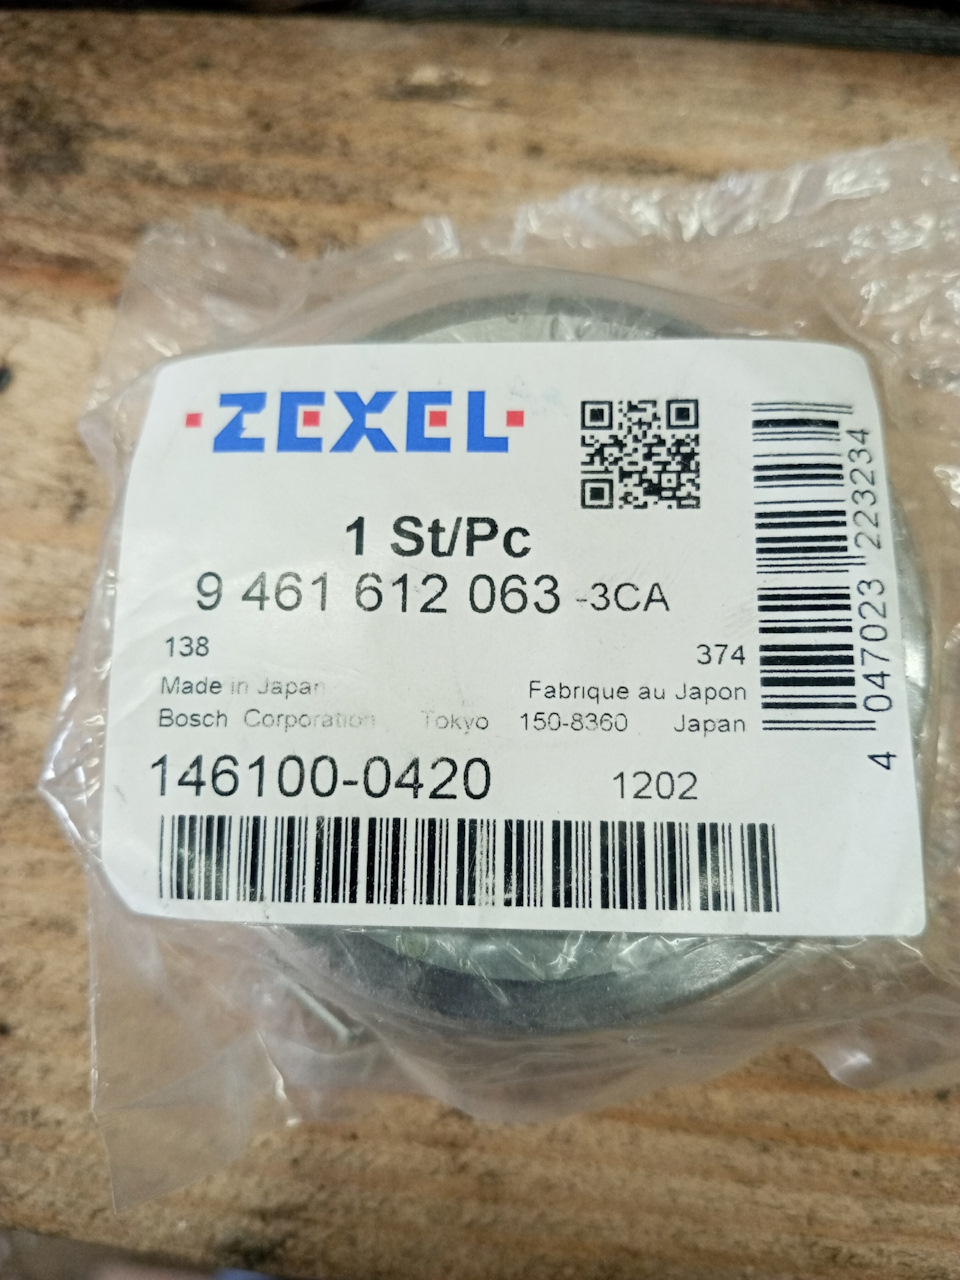 ZEXEL
1 St/Pc
9 461 612 063 -3CA
138 374
Made in Japan Fabrique au Japon
Bosch Corporation Tokyo 150-8360 Japan
146100-0420 1202
4 047023 223234